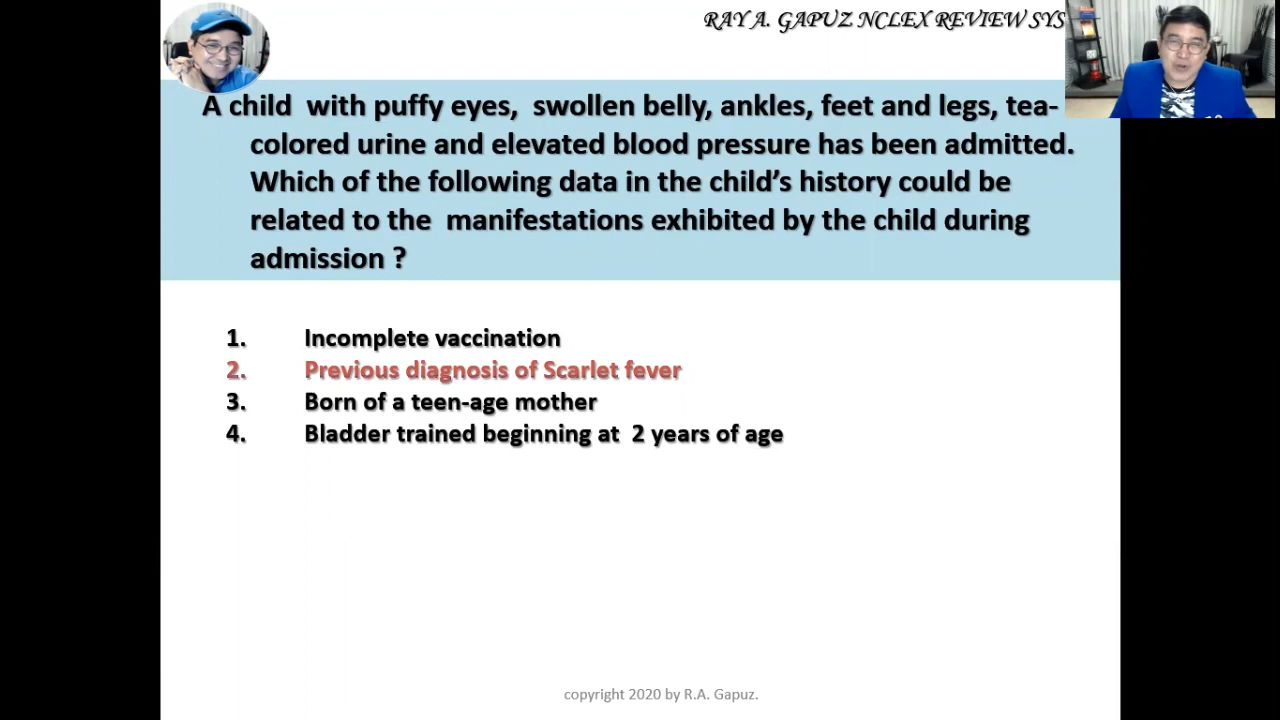 RAY A. GAPUZ NCLEX REVIEW SYS
A child with puffy eyes, swollen belly, ankles, feet and legs, tea-
colored urine and elevated blood pressure has been admitted.
Which of the following data in the child's history could be
related to the manifestations exhibited by the child during
admission ?
1. Incomplete vaccination
2. Previous diagnosis of Scarlet fever
3. Born of a teen-age mother
4. Bladder trained beginning at 2 years of age
copyright 2020 by R.A. Gapuz.